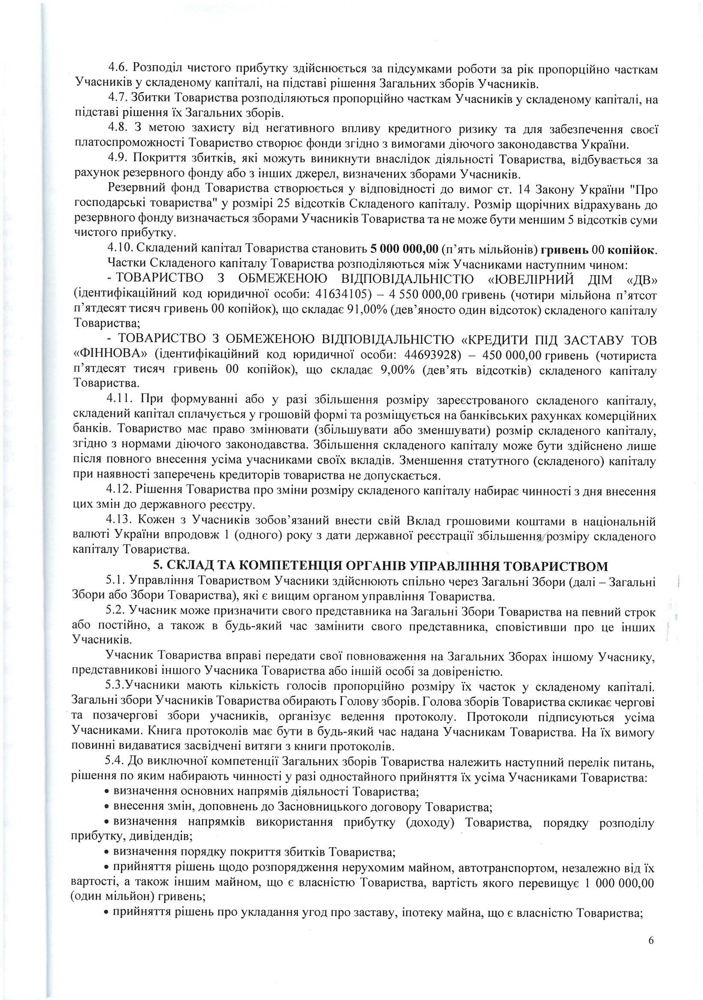 4.6. Розподіл чистого прибутку здійснюється за підсумками роботи за рік пропорційно часткам
Учасників у складеному капіталі, на підставі рішення Загальних зборів Учасників.
4.7. Збитки Товариства розподіляються пропорційно часткам Учасників у складеному капіталі, на
підставі рішення їх Загальних зборів.
4.8. З метою захисту від негативного впливу кредитного ризику та для забезпечення своєї
платоспроможності Товариство створює фонди згідно з вимогами діючого законодавства України.
4.9. Покриття збитків, які можуть виникнути внаслідок діяльності Товариства, відбувається за
рахунок резервного фонду або з інших джерел, визначених зборами Учасників.
Резервний фонд Товариства створюється у відповідності до вимог ст. 14 Закону України "Про
господарські товариства" у розмірі 25 відсотків Складеного капіталу. Розмір щорічних відрахувань до
резервного фонду визначається зборами Учасників Товариства та не може бути меншим 5 відсотків суми
чистого прибутку.
4.10. Складений капітал Товариства становить 5 000 000,00 (п’ять мільйонів) гривень 00 копійок.
Частки Складеного капіталу Товариства розподіляються між Учасниками наступним чином:
- ТОВАРИСТВО З ОБМЕЖЕНОЮ ВІДПОВІДАЛЬНІСТЮ «ЮВЕЛІРНИЙ ДІМ «ДВ»
(ідентифікаційний код юридичної особи: 41634105) – 4 550 000,00 гривень (чотири мільйона п’ятсот
п’ятдесят тисяч гривень 00 копійок), що складає 91,00% (дев’яносто один відсоток) складеного капіталу
Товариства;
- ТОВАРИСТВО З ОБМЕЖЕНОЮ ВІДПОВІДАЛЬНІСТЮ «КРЕДИТИ ПІД ЗАСТАВУ ТОВ
«ФІННОВА» (ідентифікаційний код юридичної особи: 44693928) – 450 000,00 гривень (чотириста
п’ятдесят тисяч гривень 00 копійок), що складає 9,00% (дев’ять відсотків) складеного капіталу
Товариства.
4.11. При формуванні або у разі збільшення розміру зареєстрованого складеного капіталу,
складений капітал сплачується у грошовій формі та розміщується на банківських рахунках комерційних
банків. Товариство має право змінювати (збільшувати або зменшувати) розмір складеного капіталу,
згідно з нормами діючого законодавства. Збільшення складеного капіталу може бути здійснено лише
після повного внесення усіма учасниками своїх вкладів. Зменшення статутного (складеного) капіталу
при наявності заперечень кредиторів товариства не допускається.
4.12. Рішення Товариства про зміни розміру складеного капіталу набирає чинності з дня внесення
цих змін до державного реєстру.
4.13. Кожен з Учасників зобов’язаний внести свій Вклад грошовими коштами в національній
валюті України впродовж 1 (одного) року з дати державної реєстрації збільшення розміру складеного
капіталу Товариства.
5. СКЛАД ТА КОМПЕТЕНЦІЯ ОРГАНІВ УПРАВЛІННЯ ТОВАРИСТВОМ
5.1. Управління Товариством Учасники здійснюють спільно через Загальні Збори (далі – Загальні
Збори або Збори Товариства), які є вищим органом управління Товариства.
5.2. Учасник може призначити свого представника на Загальні Збори Товариства на певний строк
або постійно, а також в будь-який час замінити свого представника, сповістивши про це інших
Учасників.
Учасник Товариства вправі передати свої повноваження на Загальних Зборах іншому Учаснику,
представникові іншого Учасника Товариства або іншій особі за довіреністю.
5.3.Учасники мають кількість голосів пропорційно розміру їх часток у складеному капіталі.
Загальні збори Учасників Товариства обирають Голову зборів. Голова зборів Товариства скликає чергові
та позачергові збори учасників, організує ведення протоколу. Протоколи підписуються усіма
Учасниками. Книга протоколів має бути в будь-який час надана Учасникам Товариства. На їх вимогу
повинні видаватися засвідчені витяги з книги протоколів.
5.4. До виключної компетенції Загальних зборів Товариства належить наступний перелік питань,
рішення по яким набирають чинності у разі одностайного прийняття їх усіма Учасниками Товариства:
• визначення основних напрямів діяльності Товариства;
• внесення змін, доповнень до Засновницького договору Товариства;
• визначення напрямків використання прибутку (доходу) Товариства, порядку розподілу
прибутку, дивідендів;
• визначення порядку покриття збитків Товариства;
• прийняття рішень щодо розпорядження нерухомим майном, автотранспортом, незалежно від їх
вартості, а також іншим майном, що є власністю Товариства, вартість якого перевищує 1 000 000,00
(один мільйон) гривень;
• прийняття рішень про укладання угод про заставу, іпотеку майна, що є власністю Товариства;
6